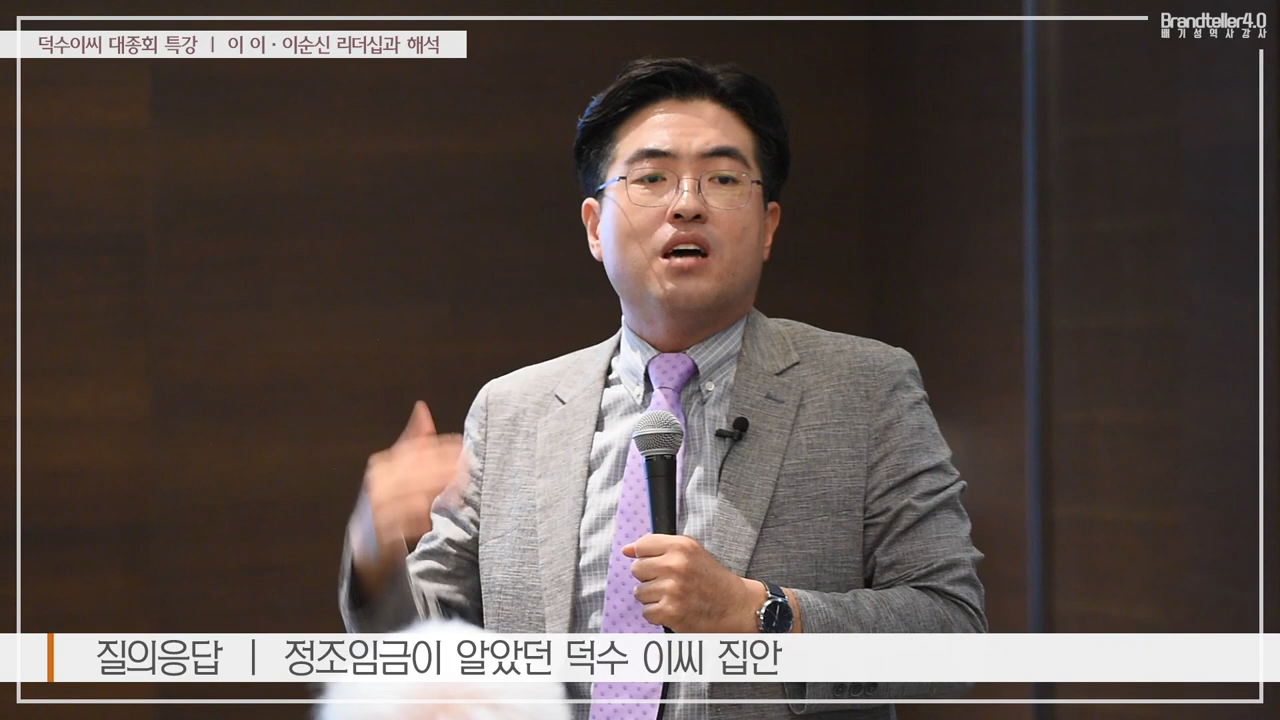 덕수이씨 대종회 특강 ㅣ 이 이 · 이순신 리더십과 해석
Brandteller4.0
배기성역사강사
질의응답 ㅣ 정조임금이 알았던 덕수 이씨 집안